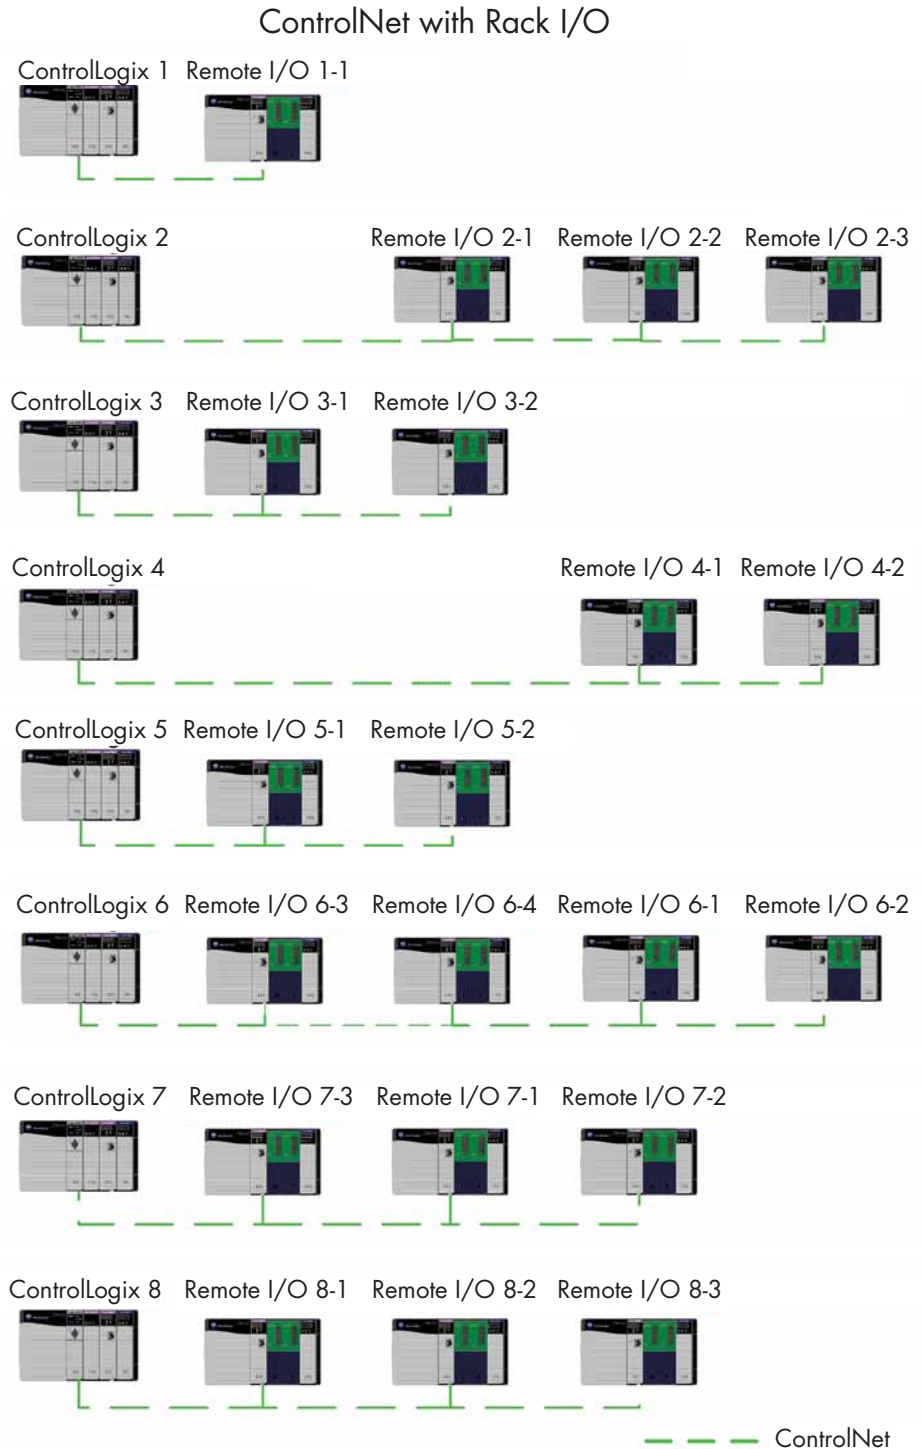 ControlNet with Rack I/O
ControlLogix 1 Remote I/O 1-1
ControlLogix 2 Remote I/O 2-1 Remote I/O 2-2 Remote I/O 2-3
ControlLogix 3 Remote I/O 3-1 Remote I/O 3-2
ControlLogix 4 Remote I/O 4-1 Remote I/O 4-2
ControlLogix 5 Remote I/O 5-1 Remote I/O 5-2
ControlLogix 6 Remote I/O 6-3 Remote I/O 6-4 Remote I/O 6-1 Remote I/O 6-2
ControlLogix 7 Remote I/O 7-3 Remote I/O 7-1 Remote I/O 7-2
ControlLogix 8 Remote I/O 8-1 Remote I/O 8-2 Remote I/O 8-3
ControlNet